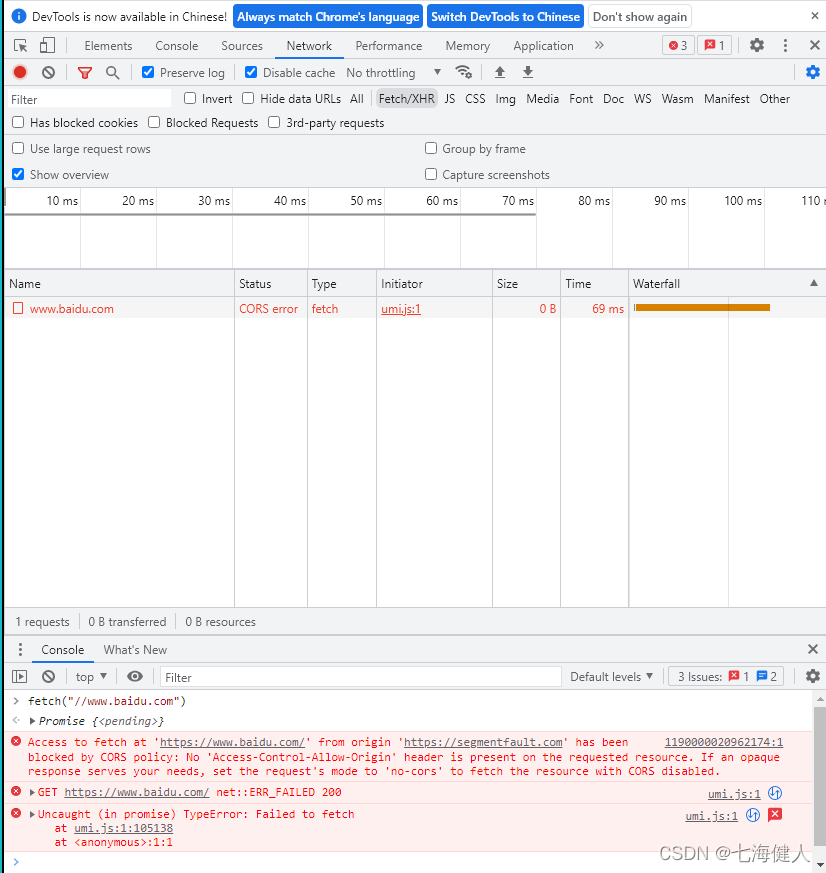 DevTools is now available in Chinese! Always match Chrome's language Switch DevTools to Chinese Don't show again
Elements Console Sources Network Performance Memory Application 3 1
Preserve log Disable cache No throttling
Filter Invert Hide data URLs All Fetch/XHR JS CSS Img Media Font Doc WS Wasm Manifest Other
Has blocked cookies Blocked Requests 3rd-party requests
Use large request rows Group by frame
Show overview Capture screenshots
10 ms 20 ms 30 ms 40 ms 50 ms 60 ms 70 ms 80 ms 90 ms 100 ms 110 m
Name Status Type Initiator Size Time Waterfall
www.baidu.com CORS error fetch umi.js:1 0 B 69 ms
1 requests 0 B transferred 0 B resources
Console What's New
top Filter Default levels 3 Issues: 1 2
fetch("//www.baidu.com")
Promise {<pending>}
Access to fetch at 'https://www.baidu.com/' from origin 'https://segmentfault.com' has been 1190000020962174:1
blocked by CORS policy: No 'Access-Control-Allow-Origin' header is present on the requested resource. If an opaque
response serves your needs, set the request's mode to 'no-cors' to fetch the resource with CORS disabled.
GET https://www.baidu.com/ net::ERR_FAILED 200 umi.js:1
Uncaught (in promise) TypeError: Failed to fetch umi.js:1
at umi.js:1:105138
at <anonymous>:1:1
CSDN @七海健人